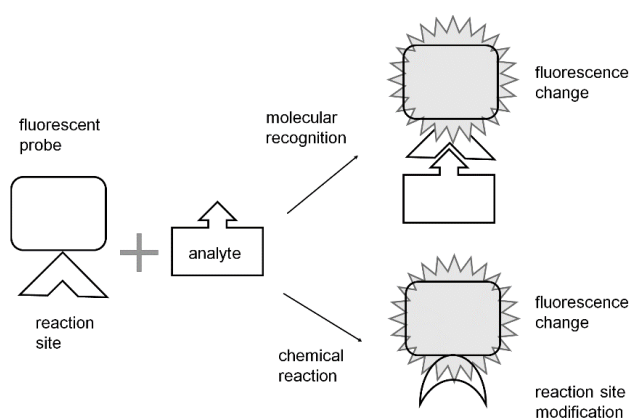 fluorescent
probe
reaction
site
analyte
molecular
recognition
chemical
reaction
fluorescence
change
fluorescence
change
reaction site
modification